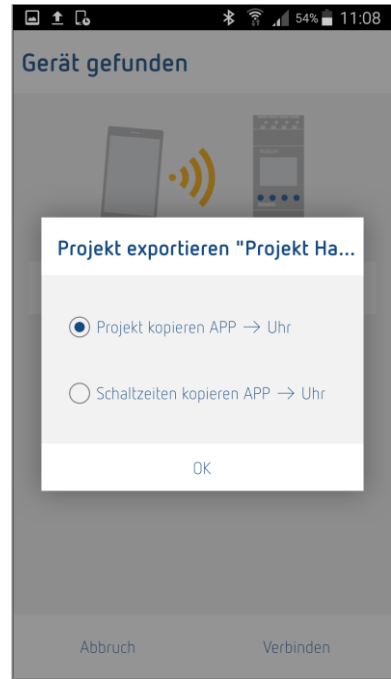 54% 11:08
Gerät gefunden
Projekt exportieren "Projekt Ha...
Projekt kopieren APP → Uhr
Schaltzeiten kopieren APP → Uhr
OK
Abbruch Verbinden